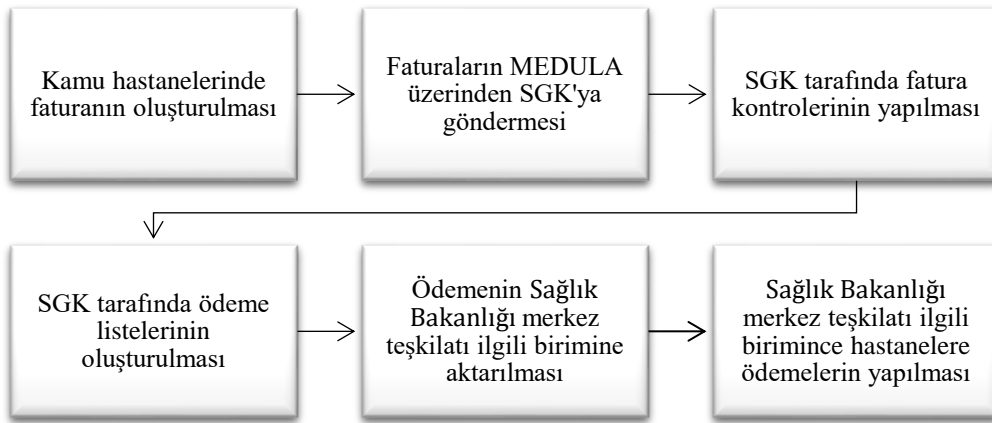 Kamu hastanelerinde
faturanın oluşturulması
Faturaların MEDULA
üzerinden SGK'ya
göndermesi
SGK tarafında fatura
kontrolerinin yapılması
SGK tarafında ödeme
listelerinin
oluşturulması
Ödemenin Sağlık
Bakanlığı merkez
teşkilatı ilgili birimine
aktarılması
Sağlık Bakanlığı
merkez teşkilatı ilgili
birimince hastanelere
ödemelerin yapılması